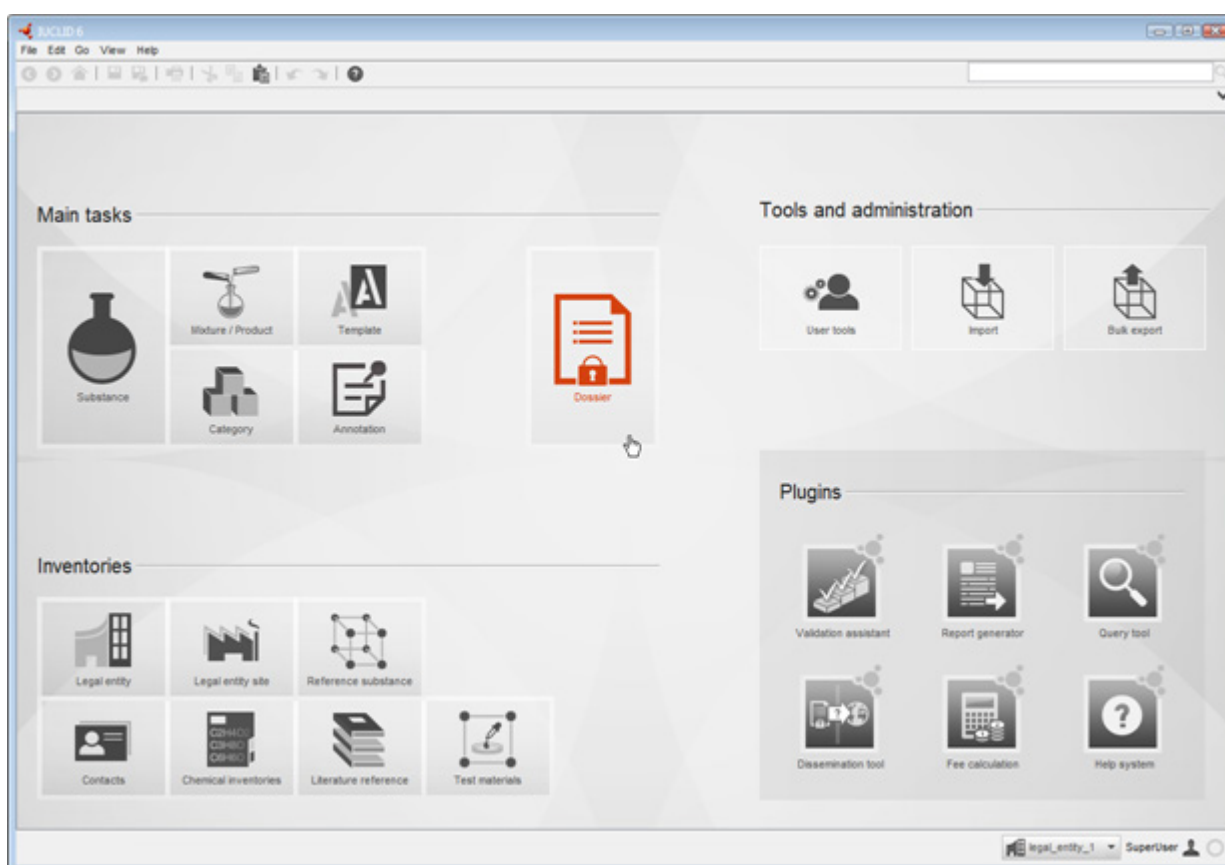 IUCLID 6
File Edit Go View Help
Main tasks
Substance
Mixture / Product
Template
Category
Annotation
Dossier
Tools and administration
User tools
Import
Bulk export
Plugins
Validation assistant
Report generator
Query tool
Dissemination tool
Fee calculation
Help system
Inventories
Legal entity
Legal entity site
Reference substance
Contacts
Chemical inventories
Literature reference
Test materials
legal_entity_1 SuperUser